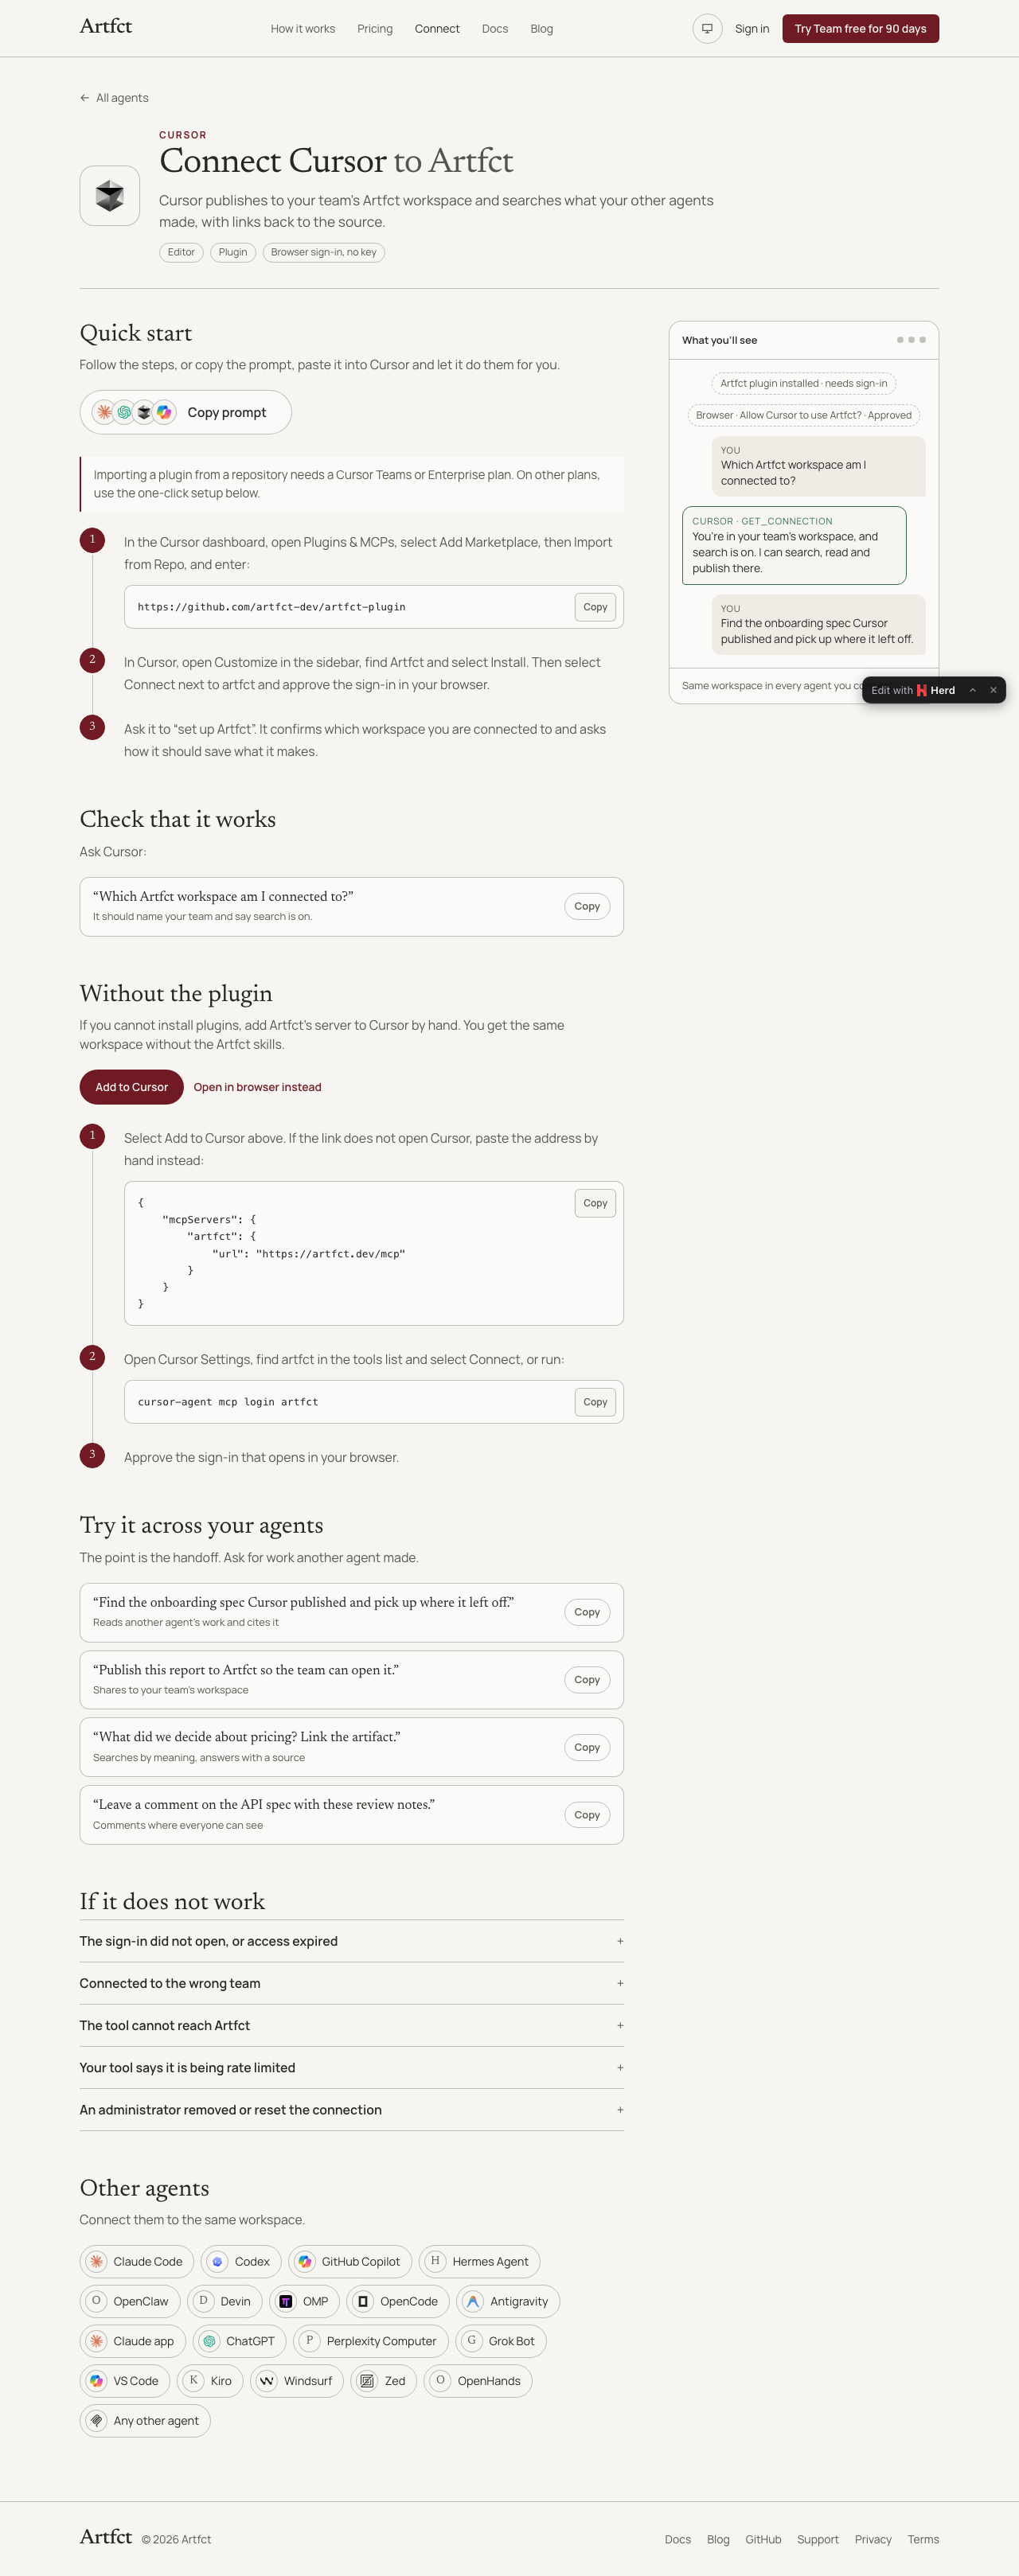 Artfct
How it works
Pricing
Connect
Docs
Blog
Sign in
Try Team free for 90 days
← All agents
CURSOR
Connect Cursor to Artfct
Cursor publishes to your team's Artfct workspace and searches what your other agents
made, with links back to the source.
Editor
Plugin
Browser sign-in, no key
Quick start
Follow the steps, or copy the prompt, paste it into Cursor and let it do them for you.
Copy prompt
Importing a plugin from a repository needs a Cursor Teams or Enterprise plan. On other plans,
use the one-click setup below.
1
In the Cursor dashboard, open Plugins & MCPs, select Add Marketplace, then Import
from Repo, and enter:
https://github.com/artfct-dev/artfct-plugin
Copy
2
In Cursor, open Customize in the sidebar, find Artfct and select Install. Then select
Connect next to artfct and approve the sign-in in your browser.
3
Ask it to “set up Artfct”. It confirms which workspace you are connected to and asks
how it should save what it makes.
What you'll see
Artfct plugin installed · needs sign-in
Browser · Allow Cursor to use Artfct? · Approved
YOU
Which Artfct workspace am I
connected to?
CURSOR · GET_CONNECTION
You're in your team's workspace, and
search is on. I can search, read and
publish there.
YOU
Find the onboarding spec Cursor
published and pick up where it left off.
Same workspace in every agent you
Edit with Herd
Check that it works
Ask Cursor:
“Which Artfct workspace am I connected to?”
It should name your team and say search is on.
Copy
Without the plugin
If you cannot install plugins, add Artfct's server to Cursor by hand. You get the same
workspace without the Artfct skills.
Add to Cursor
Open in browser instead
1
Select Add to Cursor above. If the link does not open Cursor, paste the address by
hand instead:
{
"mcpServers": {
"artfct": {
"url": "https://artfct.dev/mcp"
}
}
}
Copy
2
Open Cursor Settings, find artfct in the tools list and select Connect, or run:
cursor-agent mcp login artfct
Copy
3
Approve the sign-in that opens in your browser.
Try it across your agents
The point is the handoff. Ask for work another agent made.
“Find the onboarding spec Cursor published and pick up where it left off.”
Reads another agent's work and cites it
Copy
“Publish this report to Artfct so the team can open it.”
Shares to your team's workspace
Copy
“What did we decide about pricing? Link the artifact.”
Searches by meaning, answers with a source
Copy
“Leave a comment on the API spec with these review notes.”
Comments where everyone can see
Copy
If it does not work
The sign-in did not open, or access expired +
Connected to the wrong team +
The tool cannot reach Artfct +
Your tool says it is being rate limited +
An administrator removed or reset the connection +
Other agents
Connect them to the same workspace.
Claude Code
Codex
GitHub Copilot
H Hermes Agent
O OpenClaw
D Devin
OMP
OpenCode
Antigravity
Claude app
ChatGPT
P Perplexity Computer
G Grok Bot
VS Code
K Kiro
Windsurf
Zed
O OpenHands
Any other agent
Artfct © 2026 Artfct
Docs
Blog
GitHub
Support
Privacy
Terms